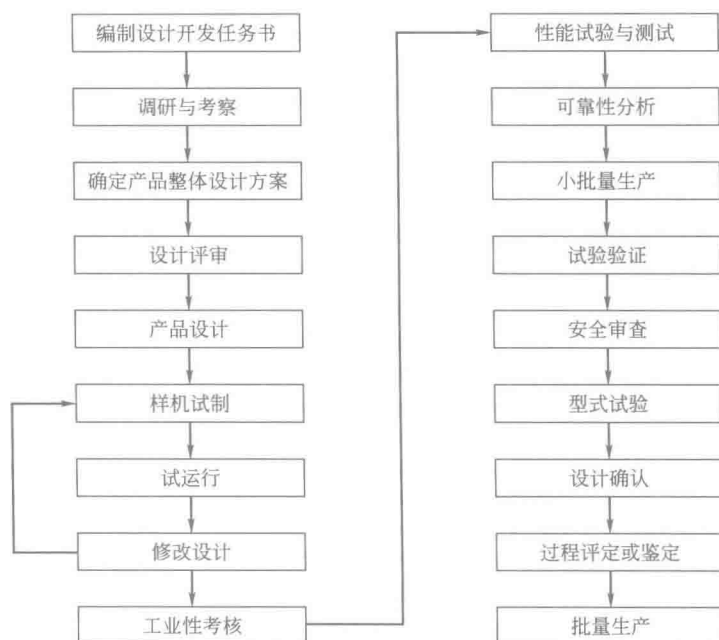 编制设计开发任务书
调研与考察
确定产品整体设计方案
设计评审
产品设计
样机试制
试运行
修改设计
工业性考核
性能试验与测试
可靠性分析
小批量生产
试验验证
安全审查
型式试验
设计确认
过程评定或鉴定
批量生产